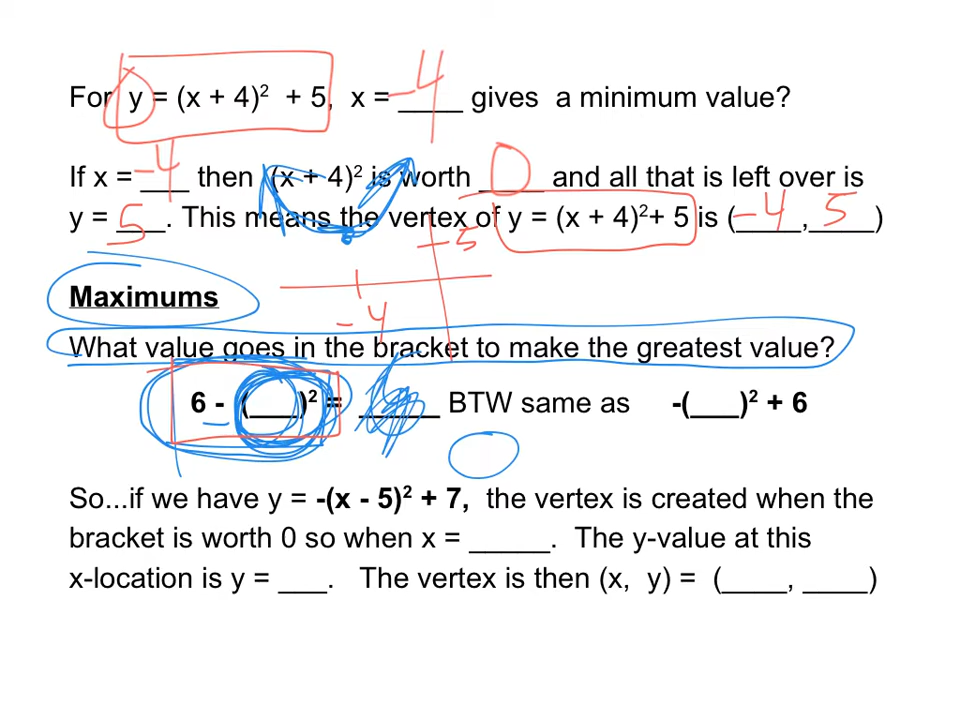 For y = (x + 4)² + 5, x = -4 gives a minimum value?
If x = -4 then (x + 4)² is worth 0 and all that is left over is
y = 5. This means the vertex of y = (x + 4)²+ 5 is (-4, 5)
5
-4
Maximums
What value goes in the bracket to make the greatest value?
6 - (___)² = ______ BTW same as -(___)² + 6
So...if we have y = -(x - 5)² + 7, the vertex is created when the
bracket is worth 0 so when x = _____. The y-value at this
x-location is y = ___. The vertex is then (x, y) = (____, ____)